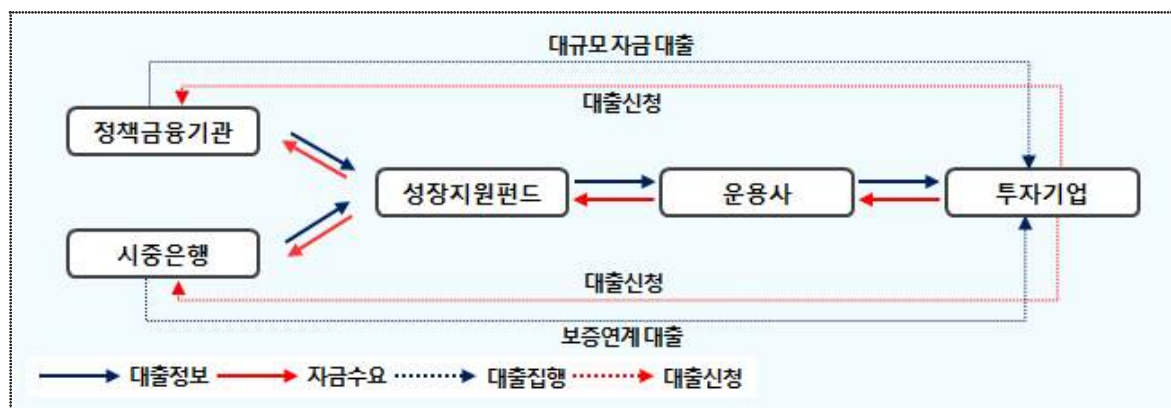 대규모 자금 대출
대출신청
정책금융기관
성장지원펀드
운용사
투자기업
시중은행
대출신청
보증연계 대출
대출정보 자금수요 대출집행 대출신청